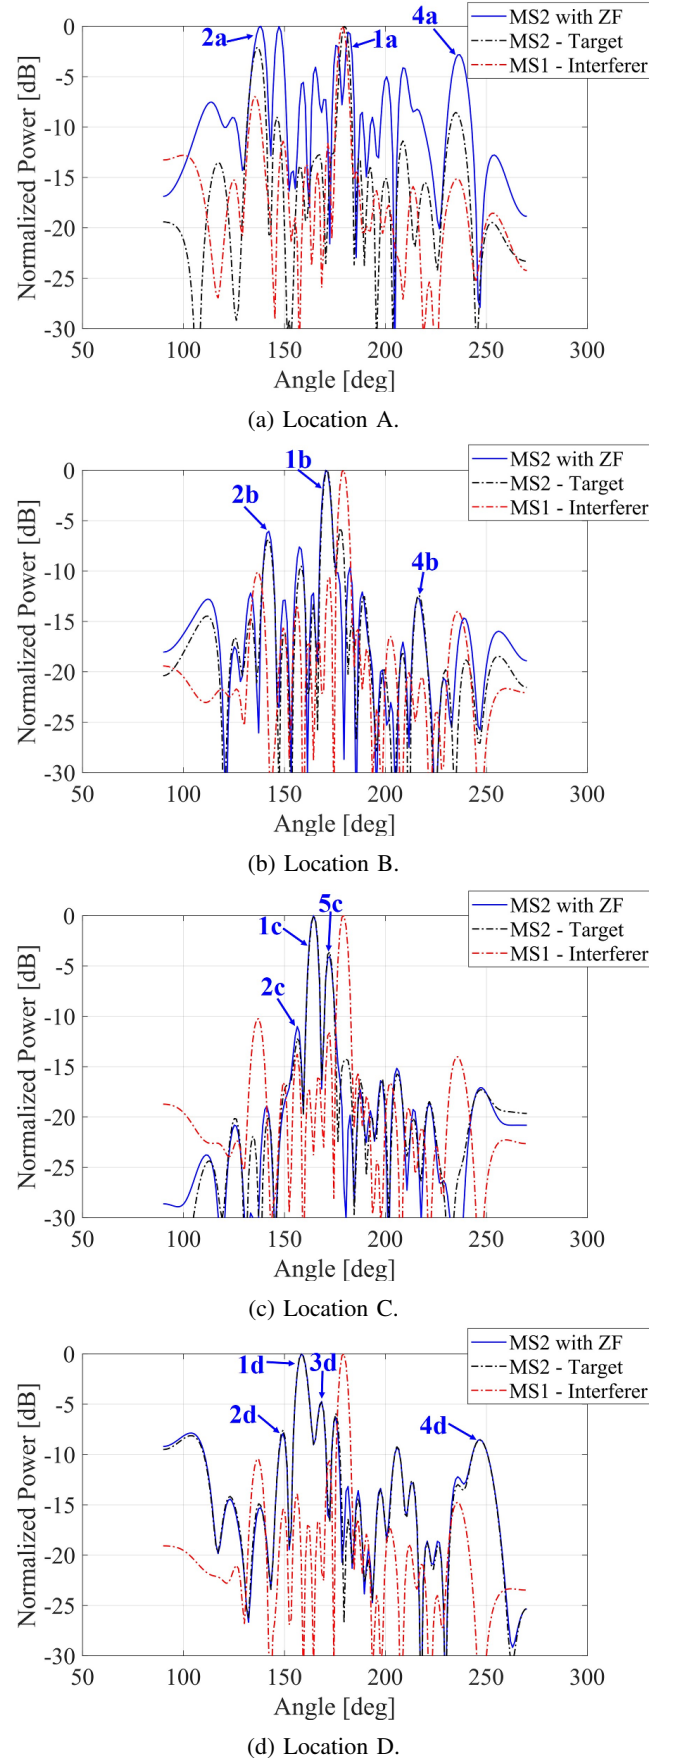 0
-5
-10
-15
-20
-25
-30
50
100
150
200
250
300
Normalized Power [dB]
Angle [deg]
2a
1a
4a
MS2 with ZF
MS2 - Target
MS1 - Interferer
(a) Location A.
0
-5
-10
-15
-20
-25
-30
50
100
150
200
250
300
Normalized Power [dB]
Angle [deg]
1b
2b
4b
MS2 with ZF
MS2 - Target
MS1 - Interferer
(b) Location B.
0
-5
-10
-15
-20
-25
-30
50
100
150
200
250
300
Normalized Power [dB]
Angle [deg]
5c
1c
2c
MS2 with ZF
MS2 - Target
MS1 - Interferer
(c) Location C.
0
-5
-10
-15
-20
-25
-30
50
100
150
200
250
300
Normalized Power [dB]
Angle [deg]
1d
3d
2d
4d
MS2 with ZF
MS2 - Target
MS1 - Interferer
(d) Location D.